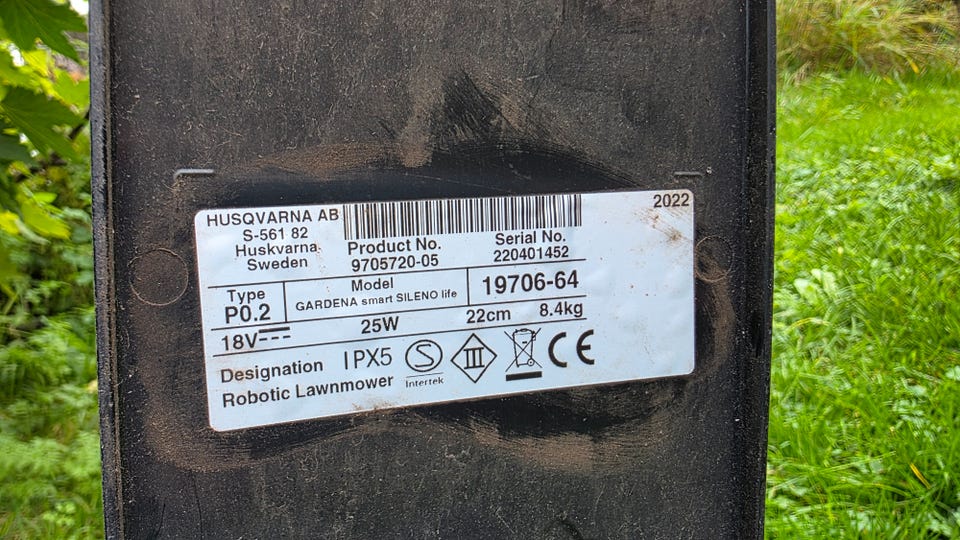 HUSQVARNA AB
S-561 82
Huskvarna
Sweden
2022
Product No.
9705720-05
Serial No.
220401452
Type
P0.2
Model
GARDENA smart SILENO life
19706-64
18V
25W
22cm
8.4kg
Designation
Robotic Lawnmower
IPX5
S
Intertek
III
CE